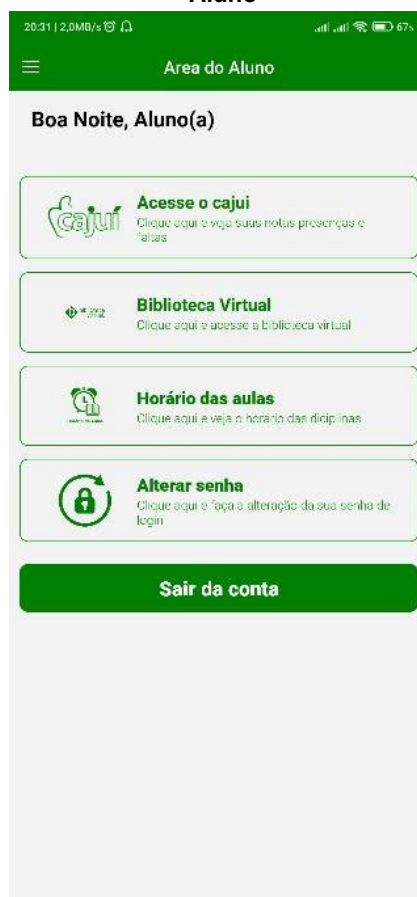 Aluno
20:31 | 2,0MB/s
67%
Area do Aluno
Boa Noite, Aluno(a)
cajuí
Acesse o cajui
Clique aqui e veja suas notas presenças e
faltas
Biblioteca Virtual
Clique aqui e acesse a biblioteca virtual
Horário das aulas
Clique aqui e veja o horário das diciplinas
Alterar senha
Clique aqui e faça a alteração da sua senha de
login
Sair da conta